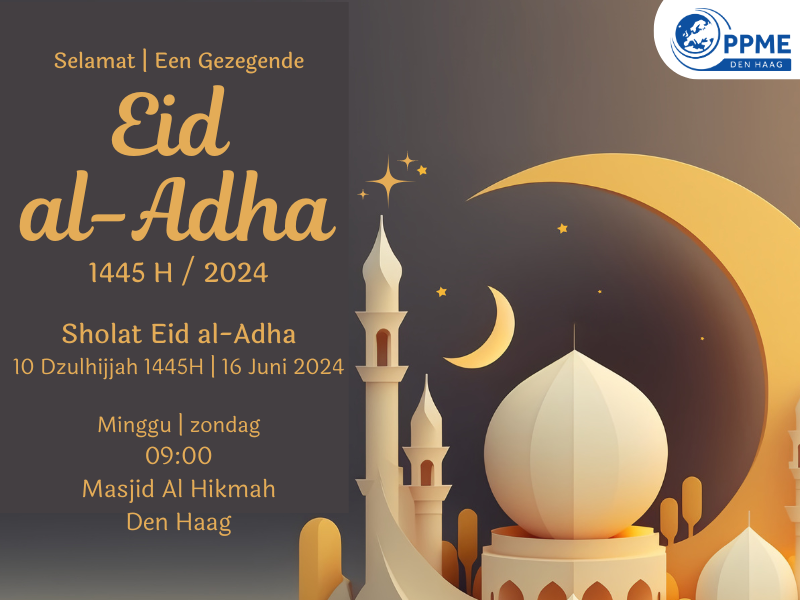 Selamat | Een Gezegende
Eid
al-Adha
1445 H / 2024
Sholat Eid al-Adha
10 Dzulhijjah 1445H | 16 Juni 2024
Minggu | zondag
09:00
Masjid Al Hikmah
Den Haag
PPME
DEN HAAG